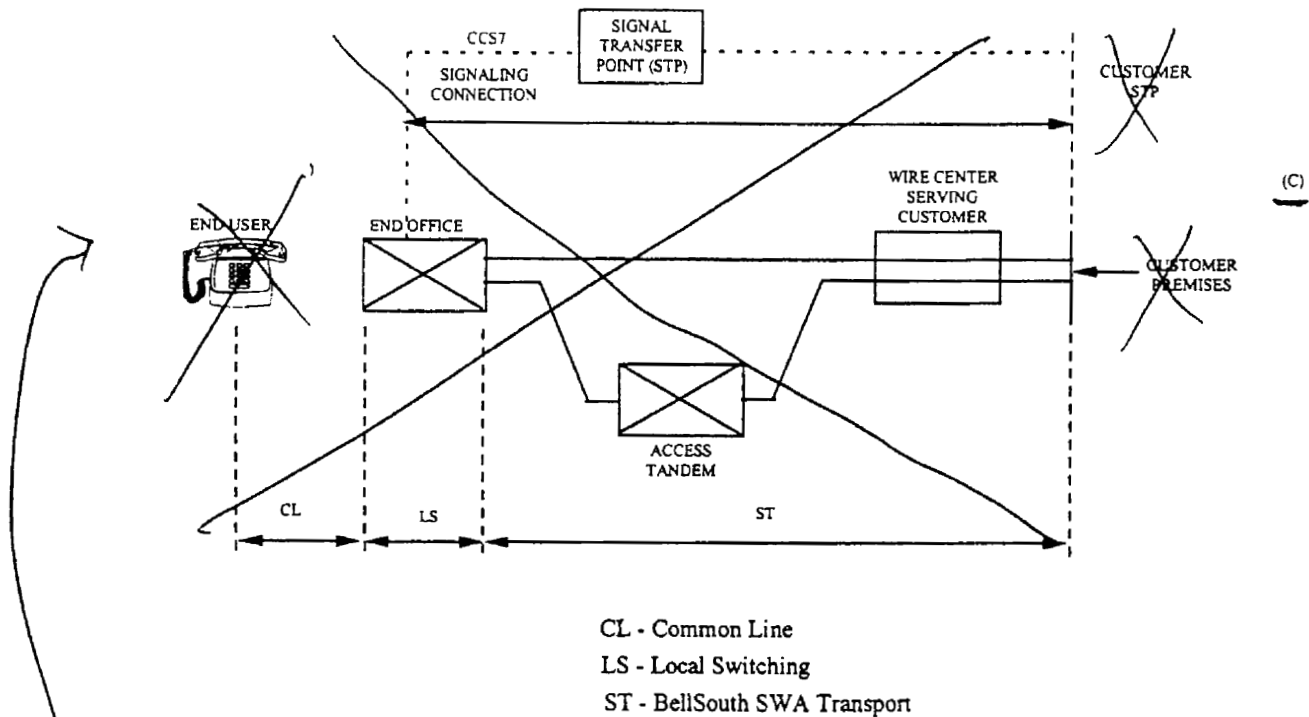 CCS7
SIGNALING
CONNECTION
SIGNAL
TRANSFER
POINT (STP)
CUSTOMER
STP
(C)
END USER
END OFFICE
WIRE CENTER
SERVING
CUSTOMER
CUSTOMER
PREMISES
ACCESS
TANDEM
CL
LS
ST
CL - Common Line
LS - Local Switching
ST - BellSouth SWA Transport